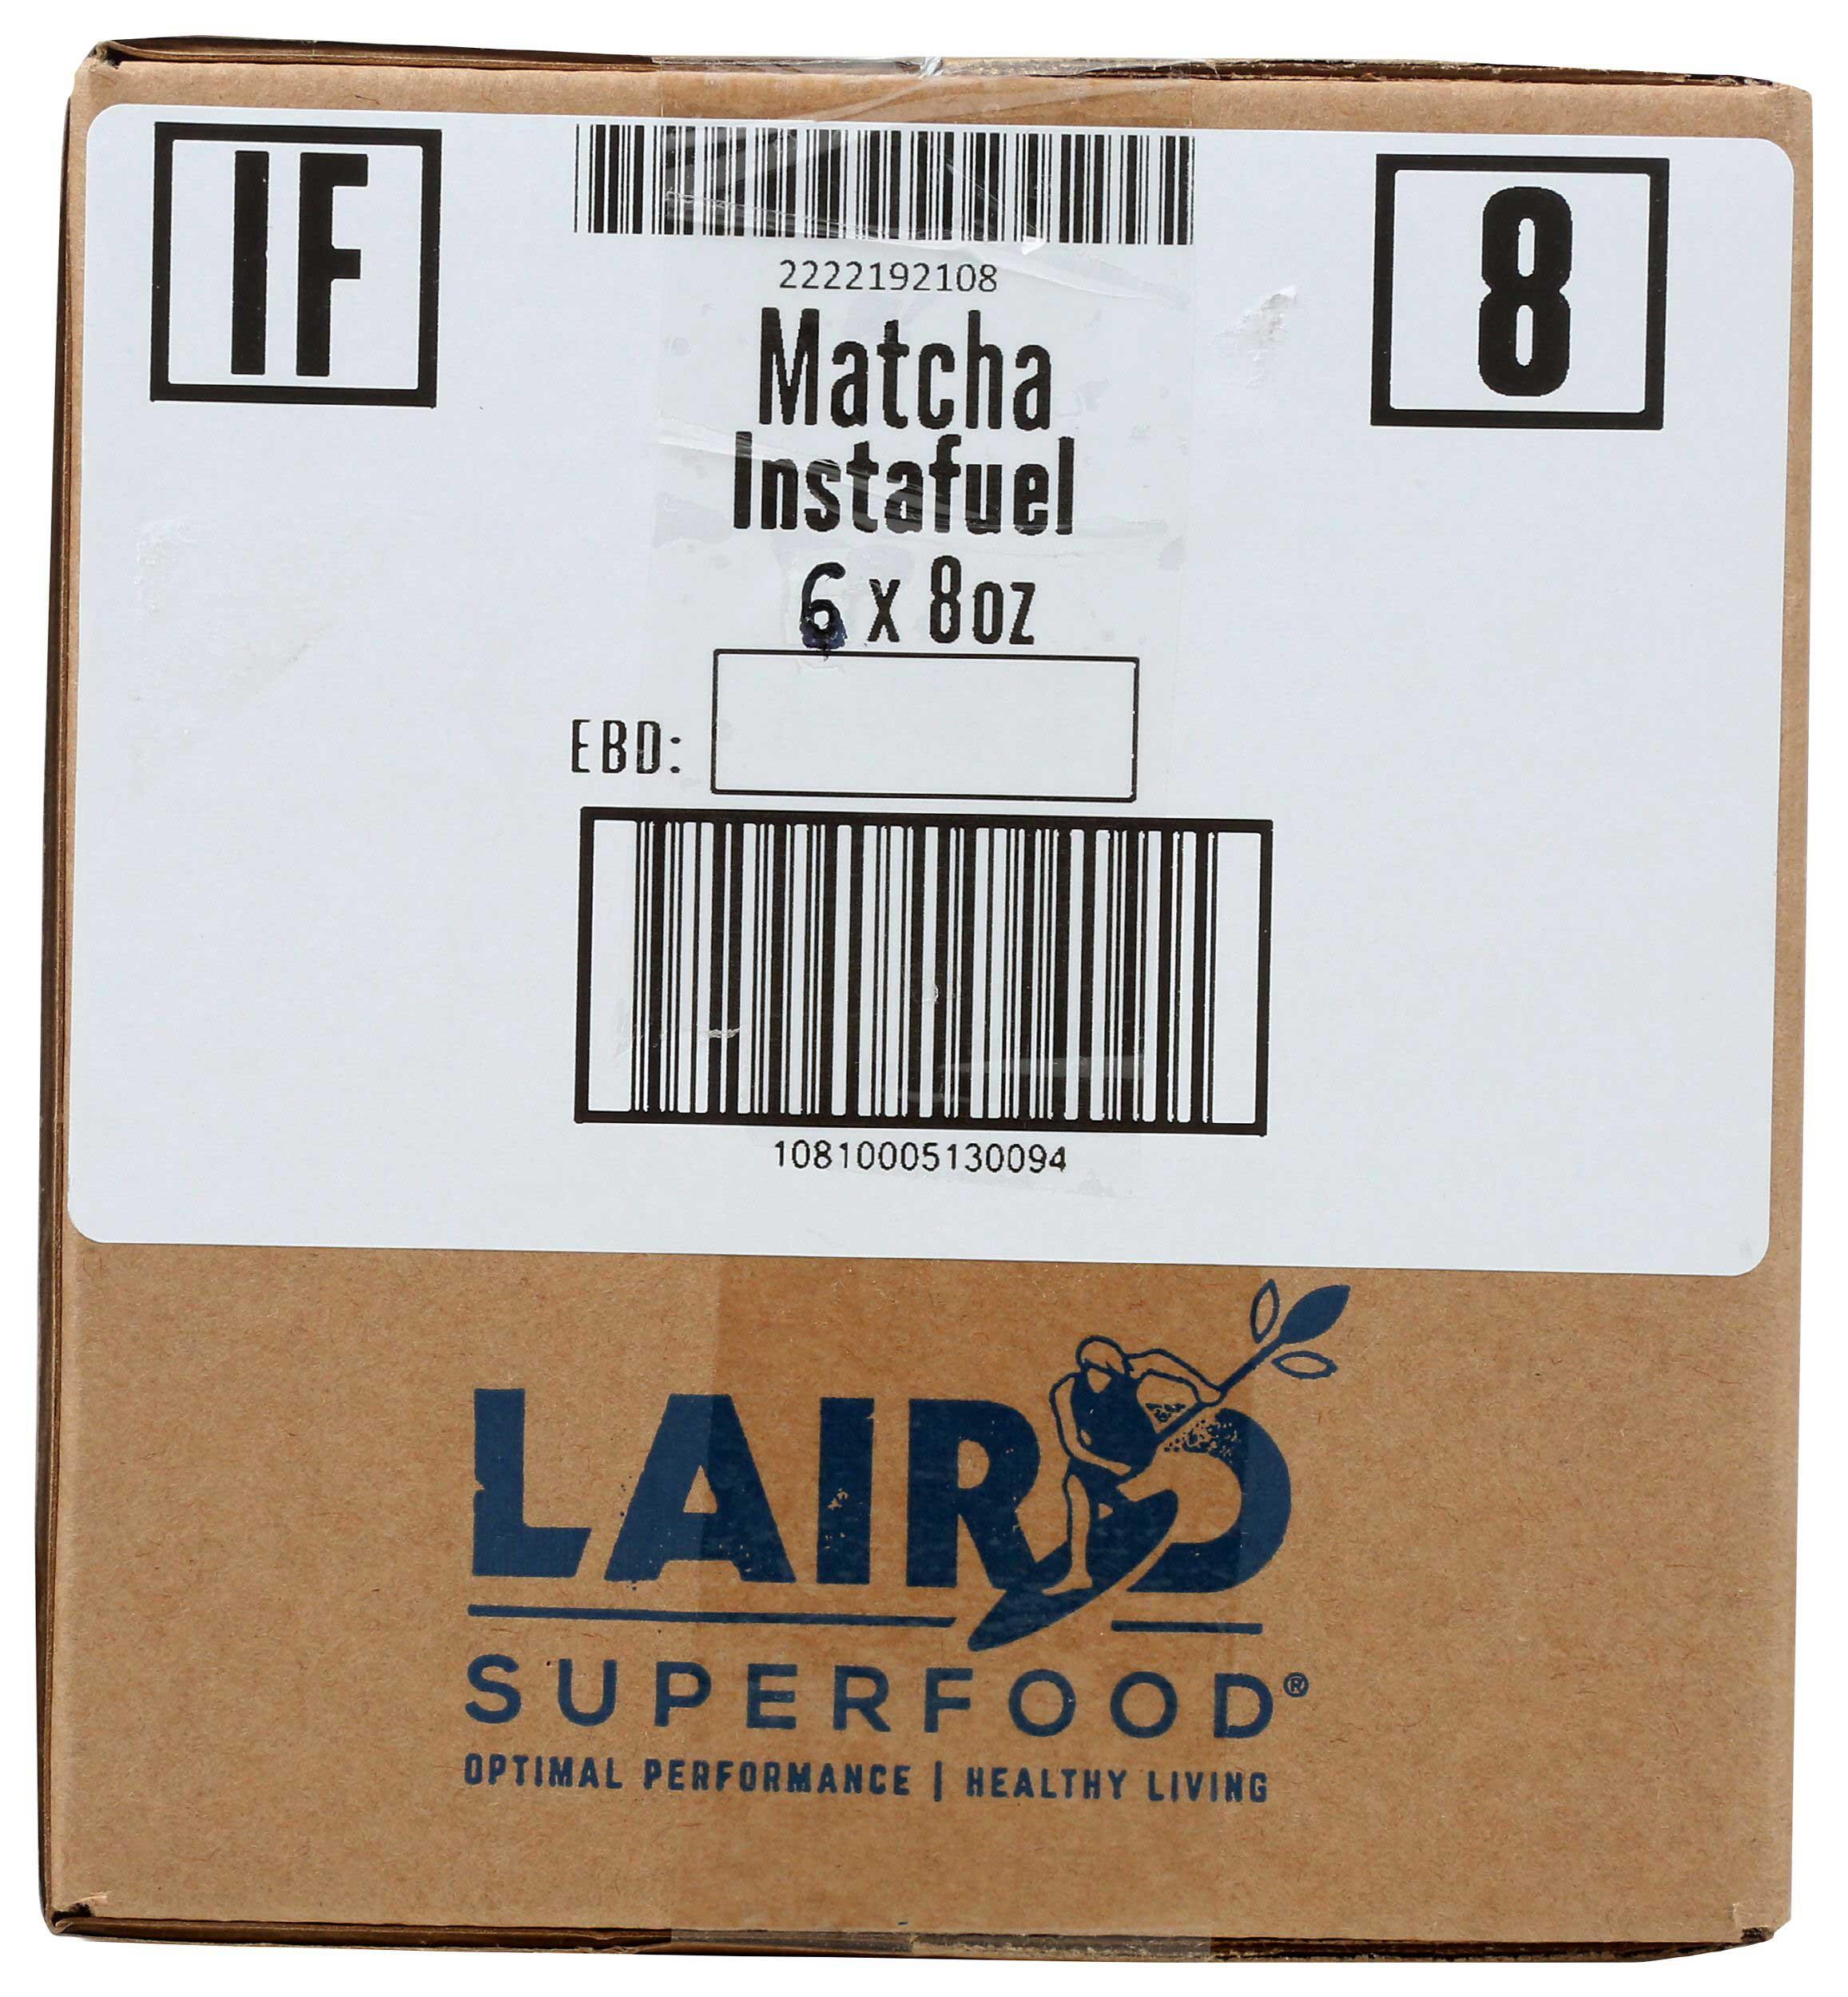 IF
8
2222192108
Matcha
Instafuel
6 x 8oz
EBD:
10810005130094
LAIRD
SUPERFOOD®
OPTIMAL PERFORMANCE | HEALTHY LIVING